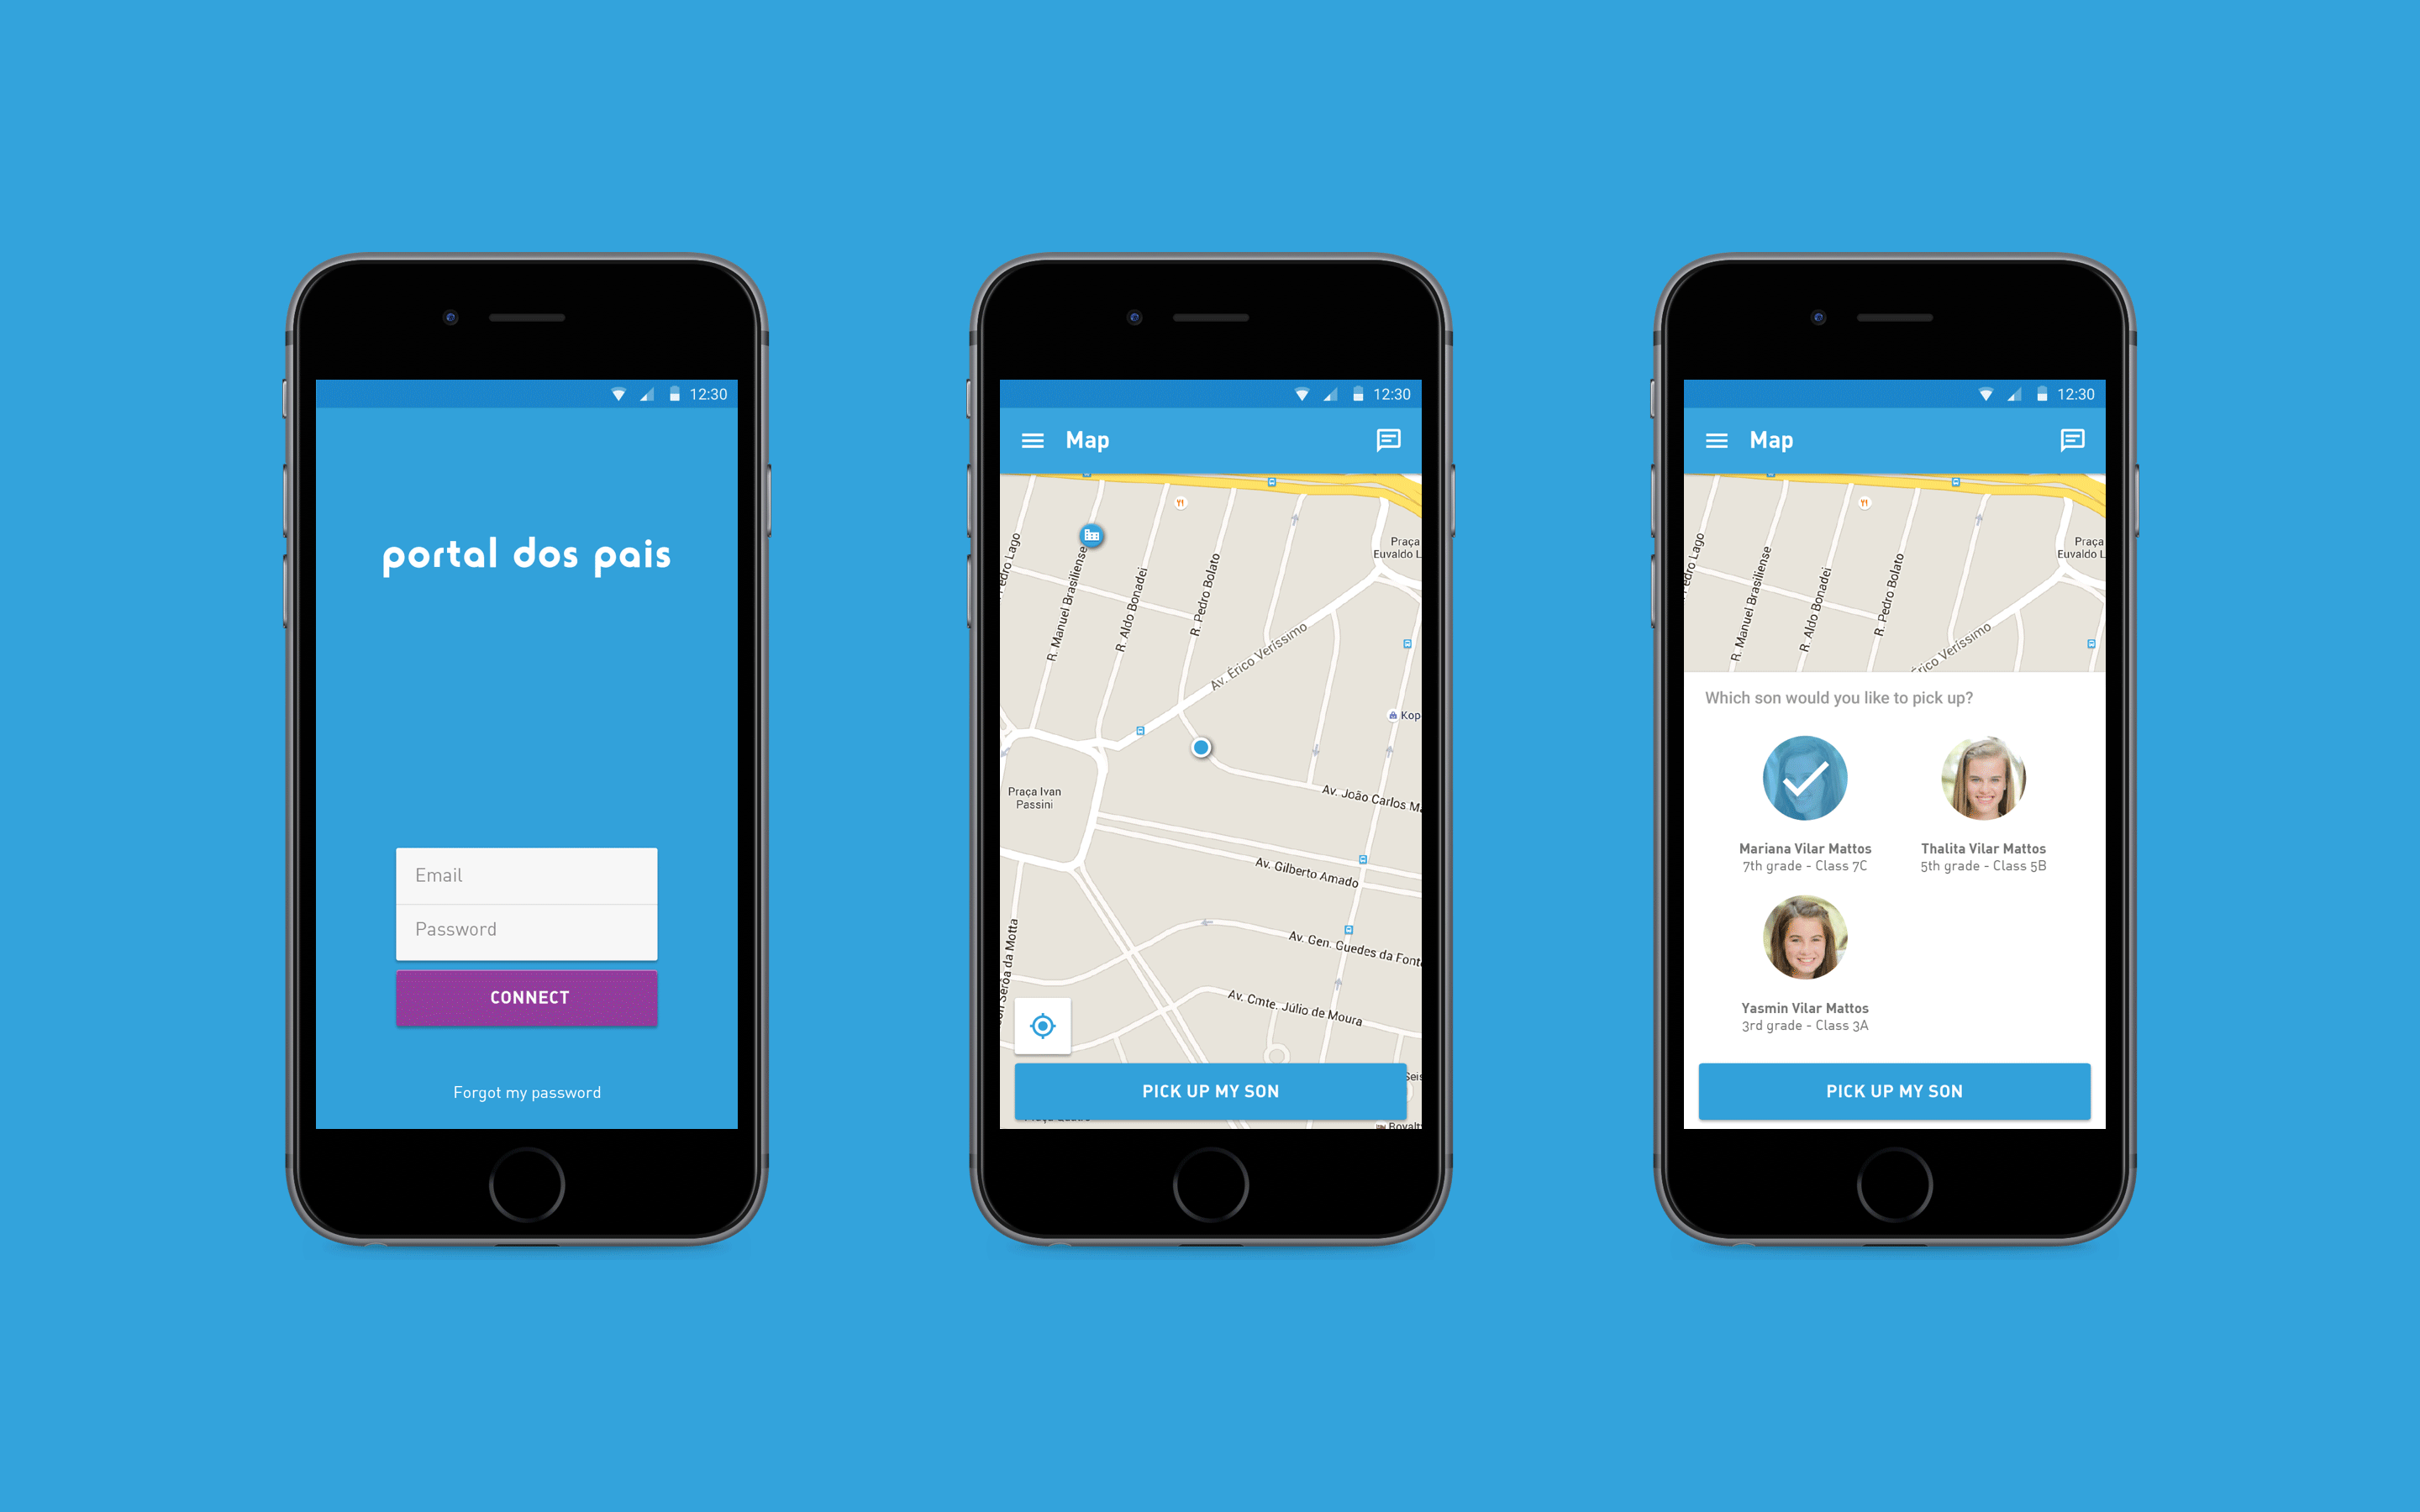 12:30
portal dos pais
Email
Password
CONNECT
Forgot my password
12:30
Map
Praça
Euvaldo L
edro Lago
R. Manuel Brasiliense
R. Aldo Bonadei
R. Pedro Bolato
Av. Érico Veríssimo
Kop
Praça Ivan
Passini
Av. João Carlos Ma
Av. Gilberto Amado
Av. Gen. Guedes da Font
Seroa da Motta
Av. Cmte. Júlio de Moura
Seis
PICK UP MY SON
Royalt
12:30
Map
Praça
Euvaldo L
edro Lago
R. Manuel Brasiliense
R. Aldo Bonadei
R. Pedro Bolato
Érico Veríssimo
Which son would you like to pick up?
Mariana Vilar Mattos
7th grade - Class 7C
Thalita Vilar Mattos
5th grade - Class 5B
Yasmin Vilar Mattos
3rd grade - Class 3A
PICK UP MY SON